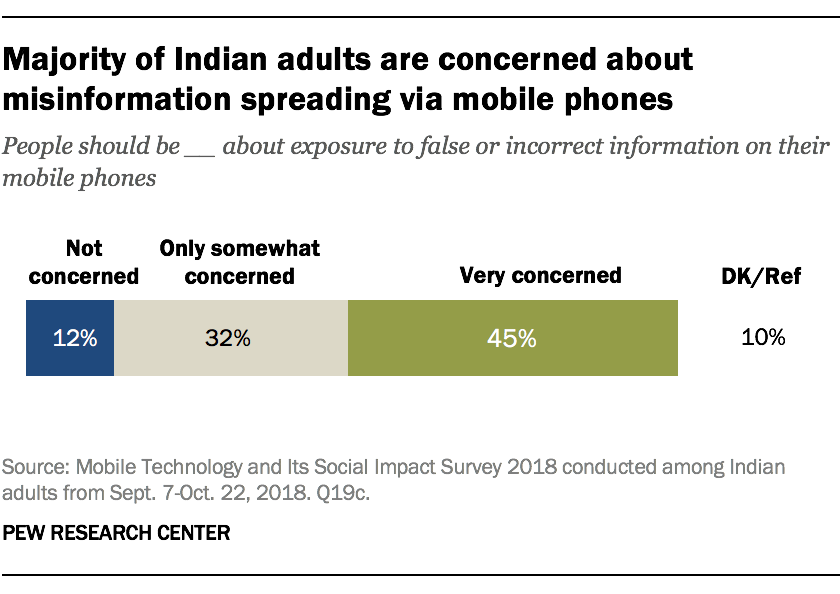 Majority of Indian adults are concerned about
misinformation spreading via mobile phones
People should be __ about exposure to false or incorrect information on their
mobile phones
Not concerned
Only somewhat concerned
Very concerned
DK/Ref
12%
32%
45%
10%
Source: Mobile Technology and Its Social Impact Survey 2018 conducted among Indian
adults from Sept. 7-Oct. 22, 2018. Q19c.
PEW RESEARCH CENTER